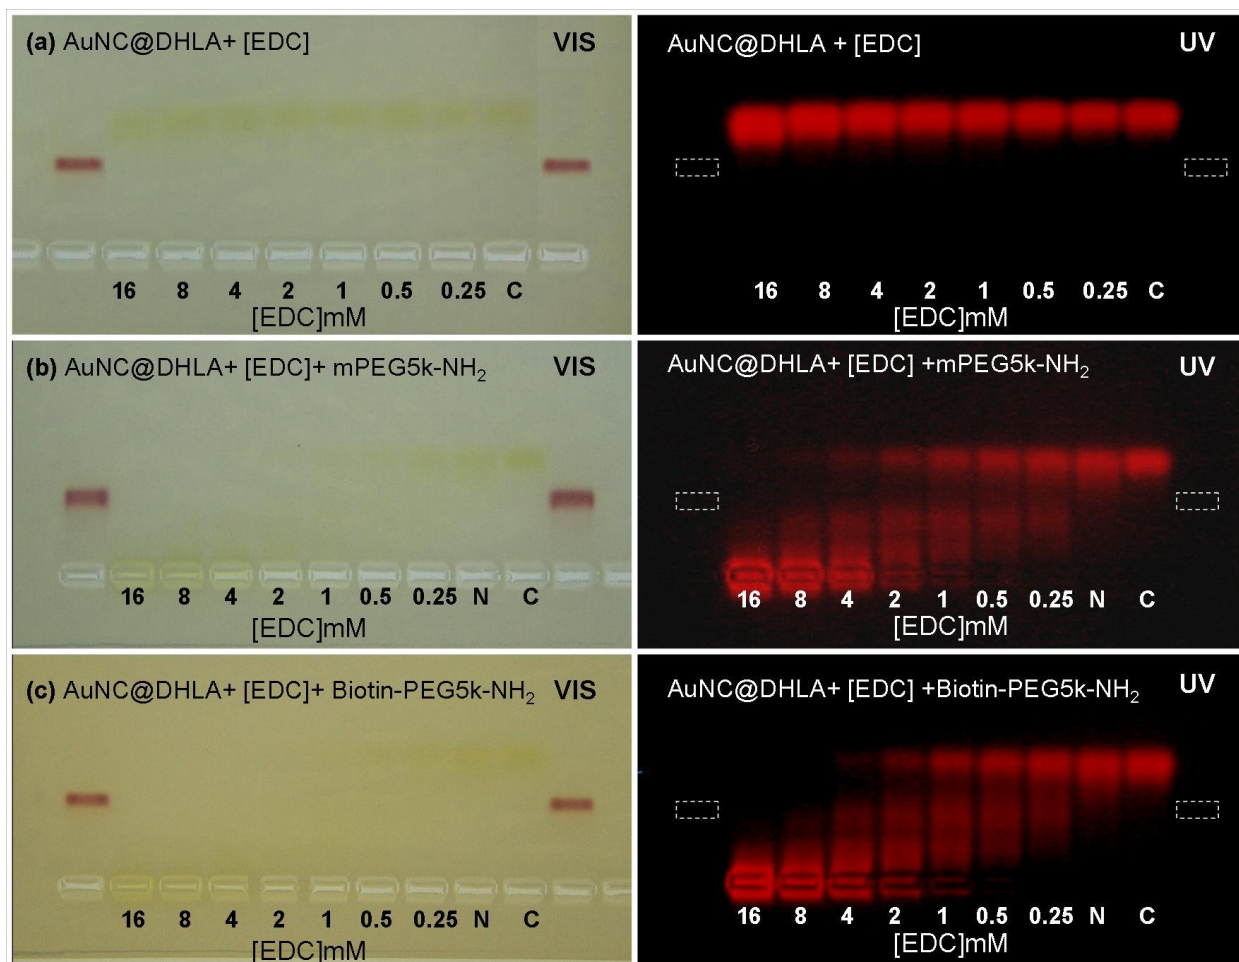 (a) AuNC@DHLA+ [EDC] VIS
16 8 4 2 1 0.5 0.25 C
[EDC]mM
AuNC@DHLA + [EDC] UV
16 8 4 2 1 0.5 0.25 C
[EDC]mM
(b) AuNC@DHLA+ [EDC]+ mPEG5k-NH₂ VIS
16 8 4 2 1 0.5 0.25 N C
[EDC]mM
AuNC@DHLA+ [EDC] +mPEG5k-NH₂ UV
16 8 4 2 1 0.5 0.25 N C
[EDC]mM
(c) AuNC@DHLA+ [EDC]+ Biotin-PEG5k-NH₂ VIS
16 8 4 2 1 0.5 0.25 N C
[EDC]mM
AuNC@DHLA+ [EDC] +Biotin-PEG5k-NH₂ UV
16 8 4 2 1 0.5 0.25 N C
[EDC]mM